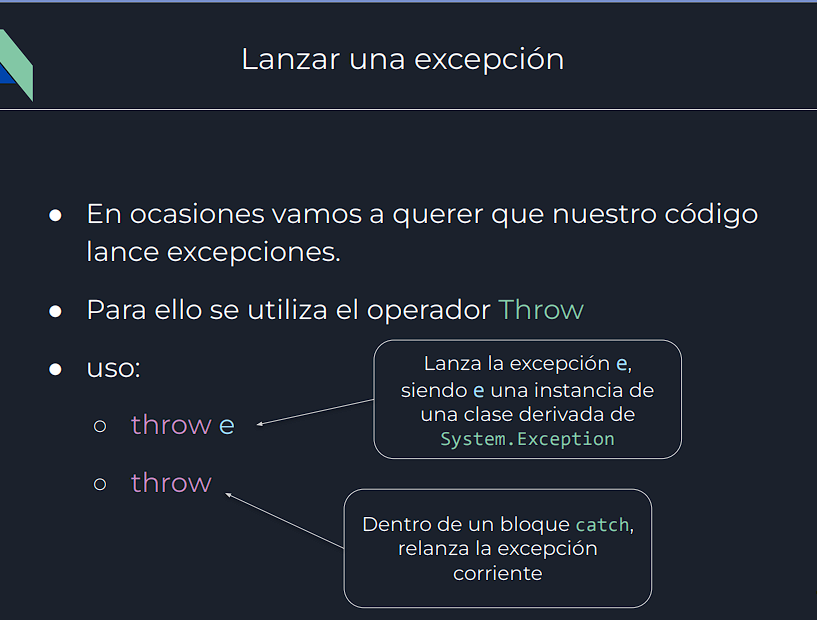 Lanzar una excepción
● En ocasiones vamos a querer que nuestro código
lance excepciones.
● Para ello se utiliza el operador Throw
● uso:
○ throw e
Lanza la excepción e,
siendo e una instancia de
una clase derivada de
System.Exception
○ throw
Dentro de un bloque catch,
relanza la excepción
corriente